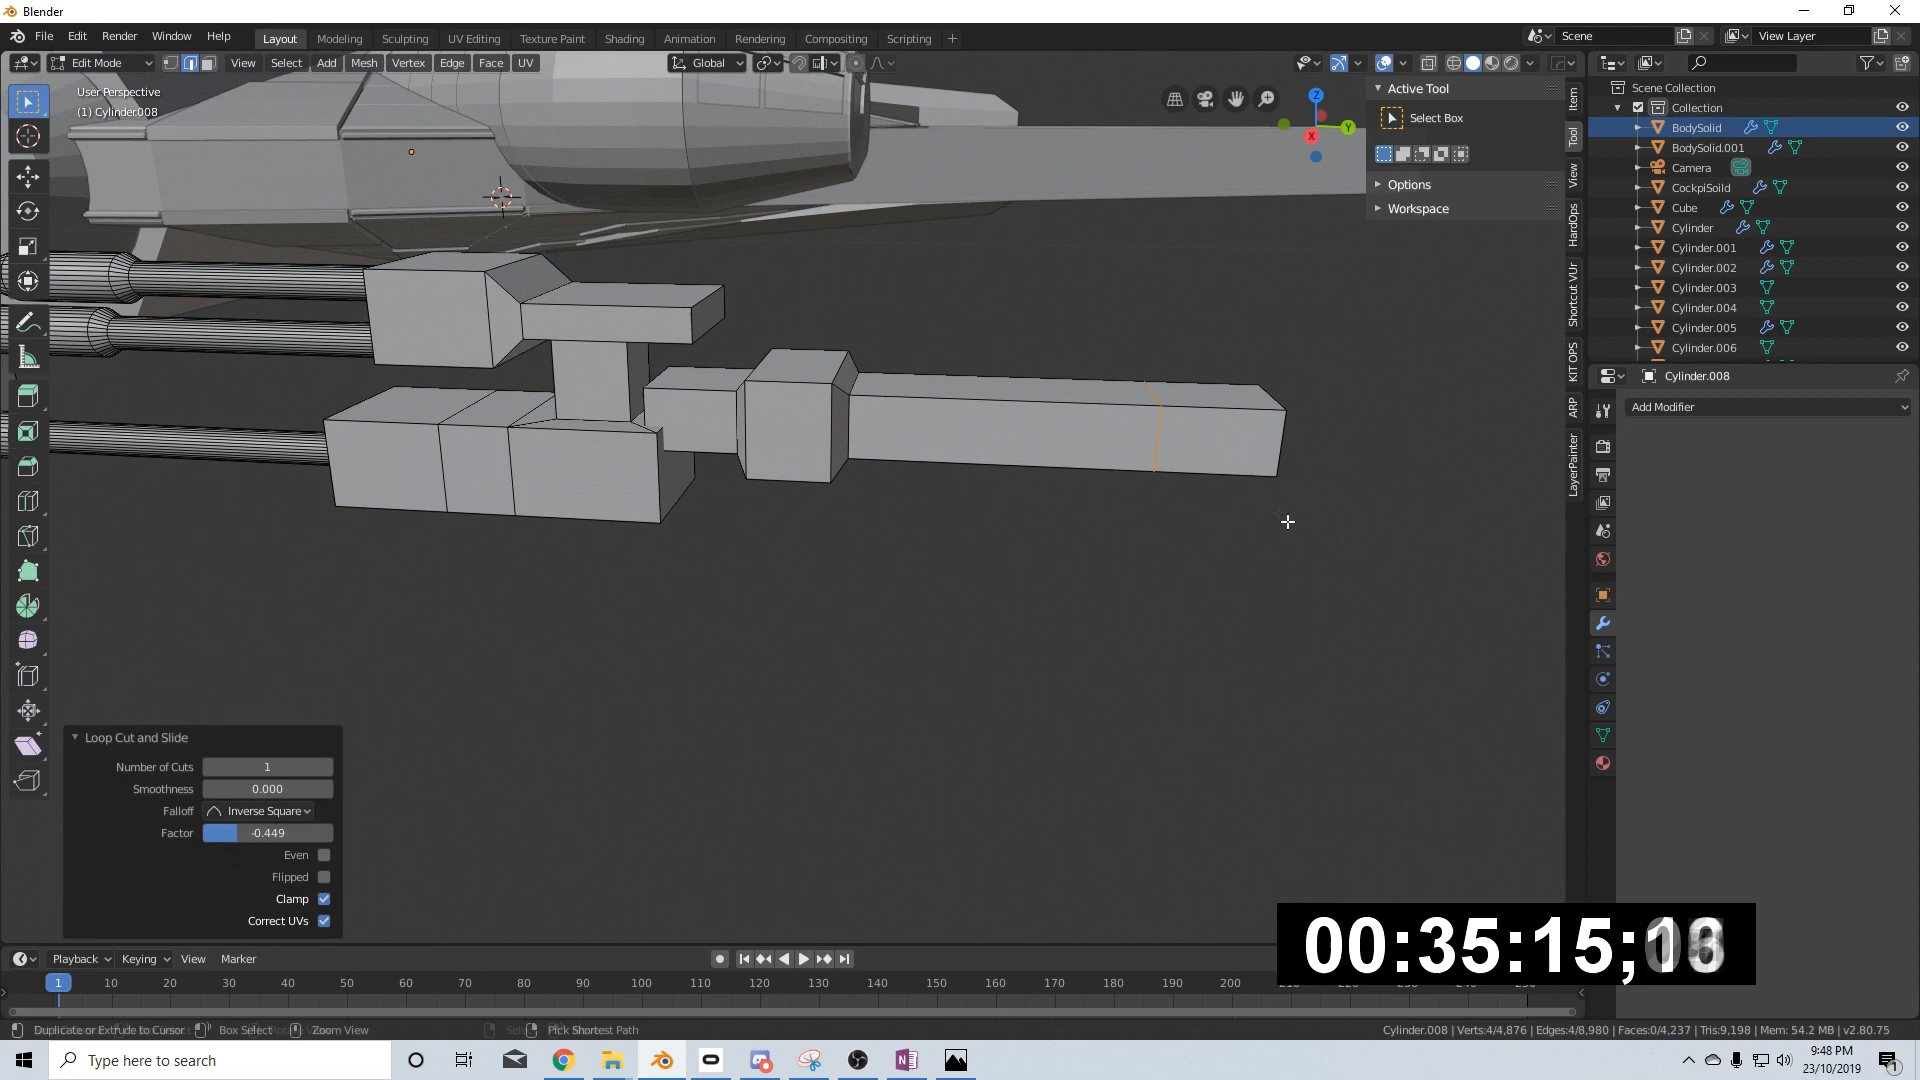 Blender
File Edit Render Window Help
Layout Modeling Sculpting UV Editing Texture Paint Shading Animation Rendering Compositing Scripting
Scene
View Layer
Edit Mode
View Select Add Mesh Vertex Edge Face UV
Global
User Perspective
(1) Cylinder.008
Z
Y
X
Active Tool
Select Box
Options
Workspace
Item
Tool
View
HardOps
Shortcut VUr
KIT OPS
ARP
LayerPainter
Scene Collection
Collection
BodySolid
BodySolid.001
Camera
CockpiSoild
Cube
Cylinder
Cylinder.001
Cylinder.002
Cylinder.003
Cylinder.004
Cylinder.005
Cylinder.006
Cylinder.008
Add Modifier
Loop Cut and Slide
Number of Cuts 1
Smoothness 0.000
Falloff Inverse Square
Factor -0.449
Even
Flipped
Clamp
Correct UVs
Playback Keying View Marker
1 10 20 30 40 50 60 70 80 90 100 110 120 130 140 150 160 170 180 190 200
Duplicate or Extrude to Cursor Box Select Zoom View Pick Shortest Path
Cylinder.008 | Verts:4/4,876 | Edges:4/8,980 | Faces:0/4,237 | Tris:9,198 | Mem: 54.2 MB | v2.80.75
Type here to search
9:48 PM
23/10/2019